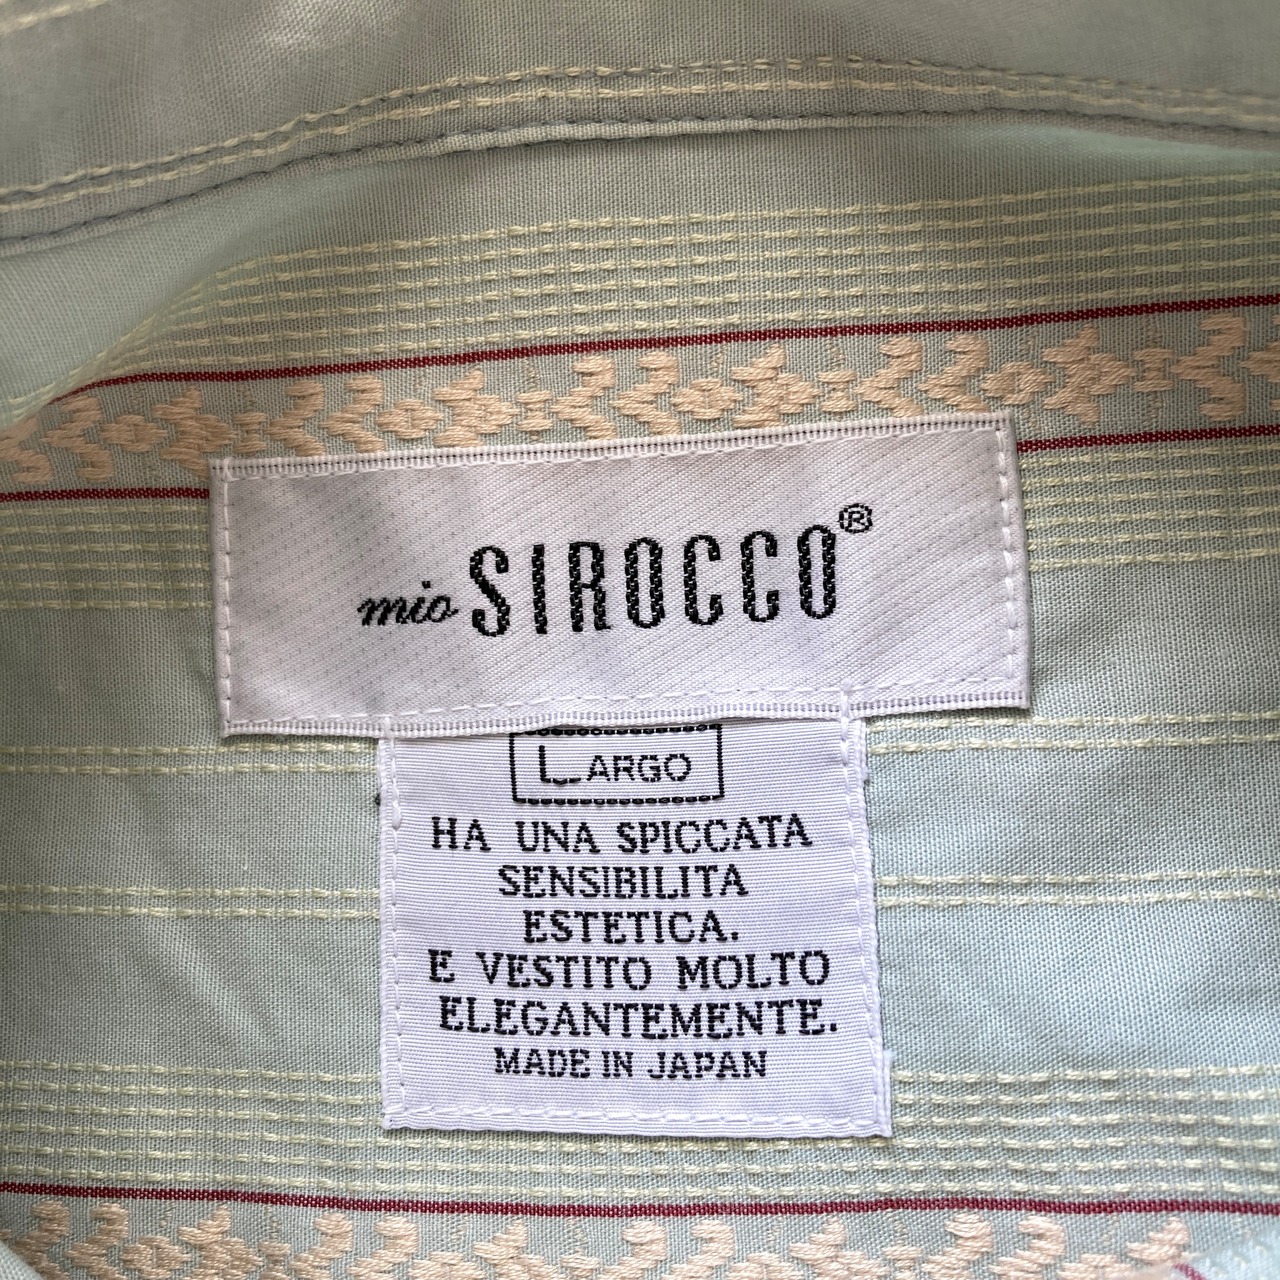 mio SIROCCO®
LARGO
HA UNA SPICCATA
SENSIBILITA
ESTETICA.
E VESTITO MOLTO
ELEGANTEMENTE.
MADE IN JAPAN